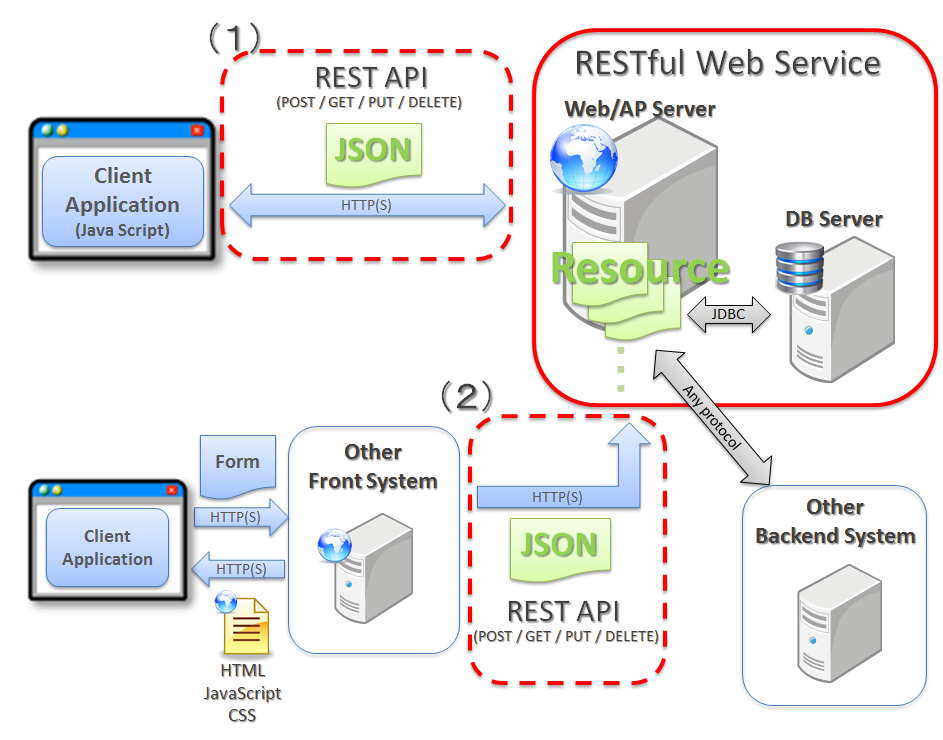 （1）
REST API
(POST / GET / PUT / DELETE)
JSON
HTTP(S)
Client
Application
(Java Script)
RESTful Web Service
Web/AP Server
DB Server
Resource
JDBC
Any protocol
（2）
Form
HTTP(S)
HTTP(S)
Client
Application
HTML
JavaScript
CSS
Other
Front System
HTTP(S)
JSON
REST API
(POST / GET / PUT / DELETE)
Other
Backend System